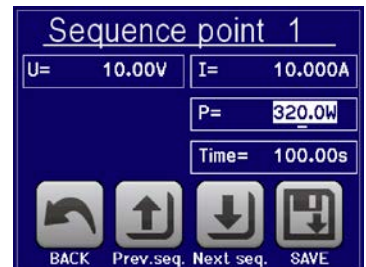 Sequence point 1
U= 10.00V I= 10.000A
P= 320.0W
Time= 100.00s
BACK Prev.seq. Next seq. SAVE